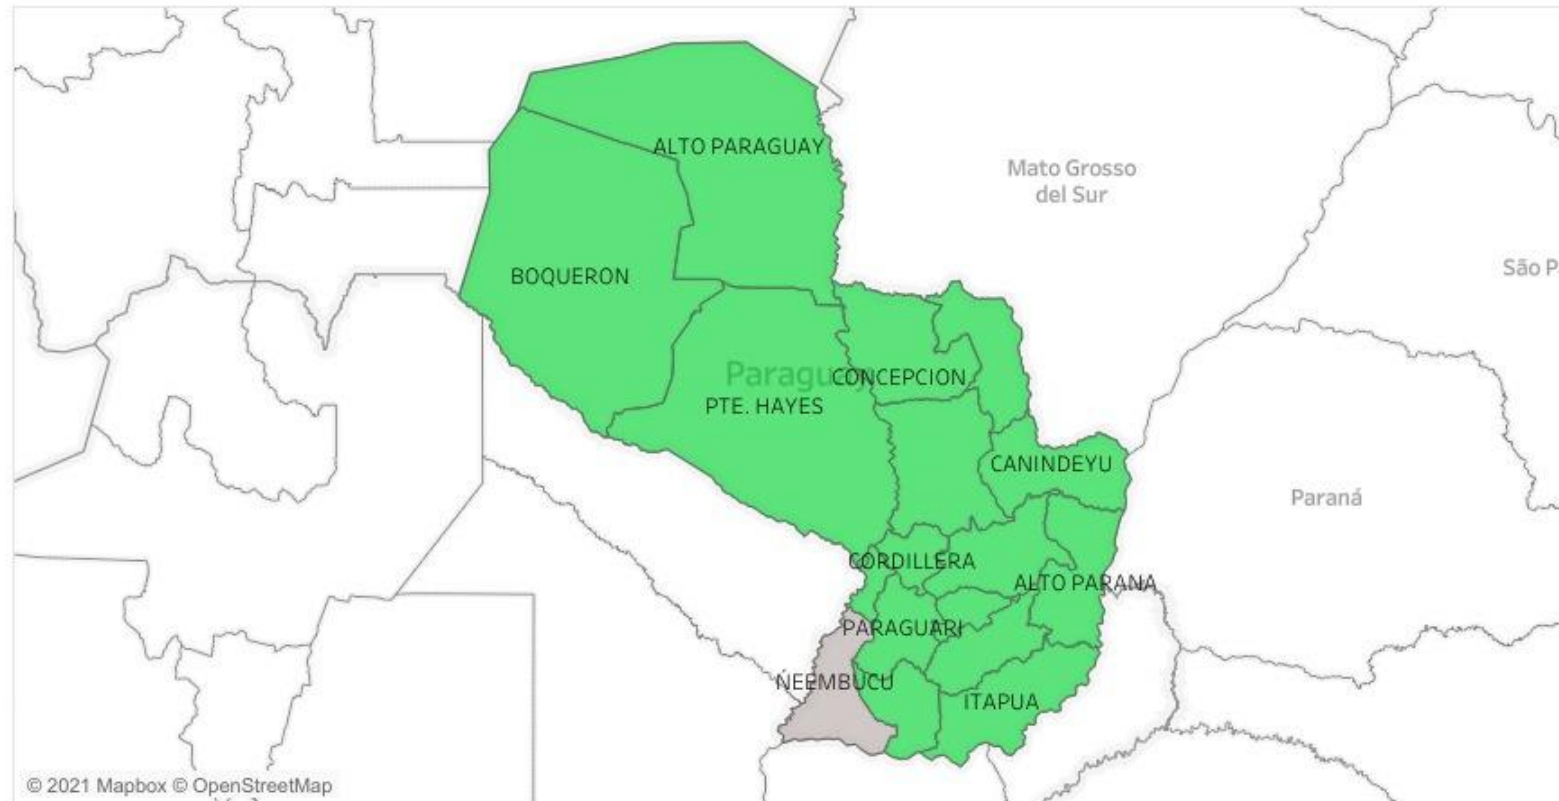 ALTO PARAGUAY
Mato Grosso
del Sur
São P
BOQUERON
Paraguay
CONCEPCION
PTE. HAYES
CANINDEYU
Paraná
CORDILLERA
ALTO PARANA
PARAGUARI
ÑEEMBUCU
ITAPUA
© 2021 Mapbox © OpenStreetMap